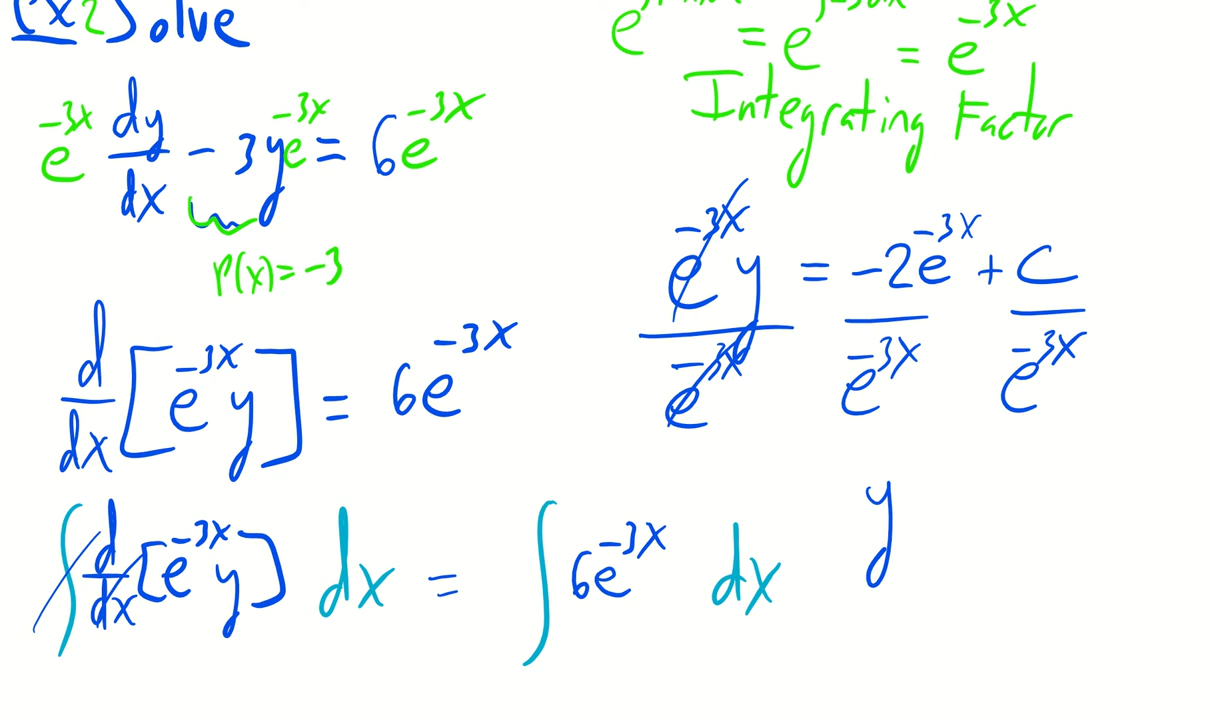 Ex2) Solve
e^{-3x} dy/dx - 3ye^{-3x} = 6e^{-3x}
P(x) = -3
d/dx [e^{-3x} y] = 6e^{-3x}
∫ d/dx [e^{-3x} y] dx = ∫ 6e^{-3x} dx
= e = e^{-3x}
Integrating Factor
e^{-3x} y / e^{-3x} = -2e^{-3x} / e^{-3x} + C / e^{-3x}
y